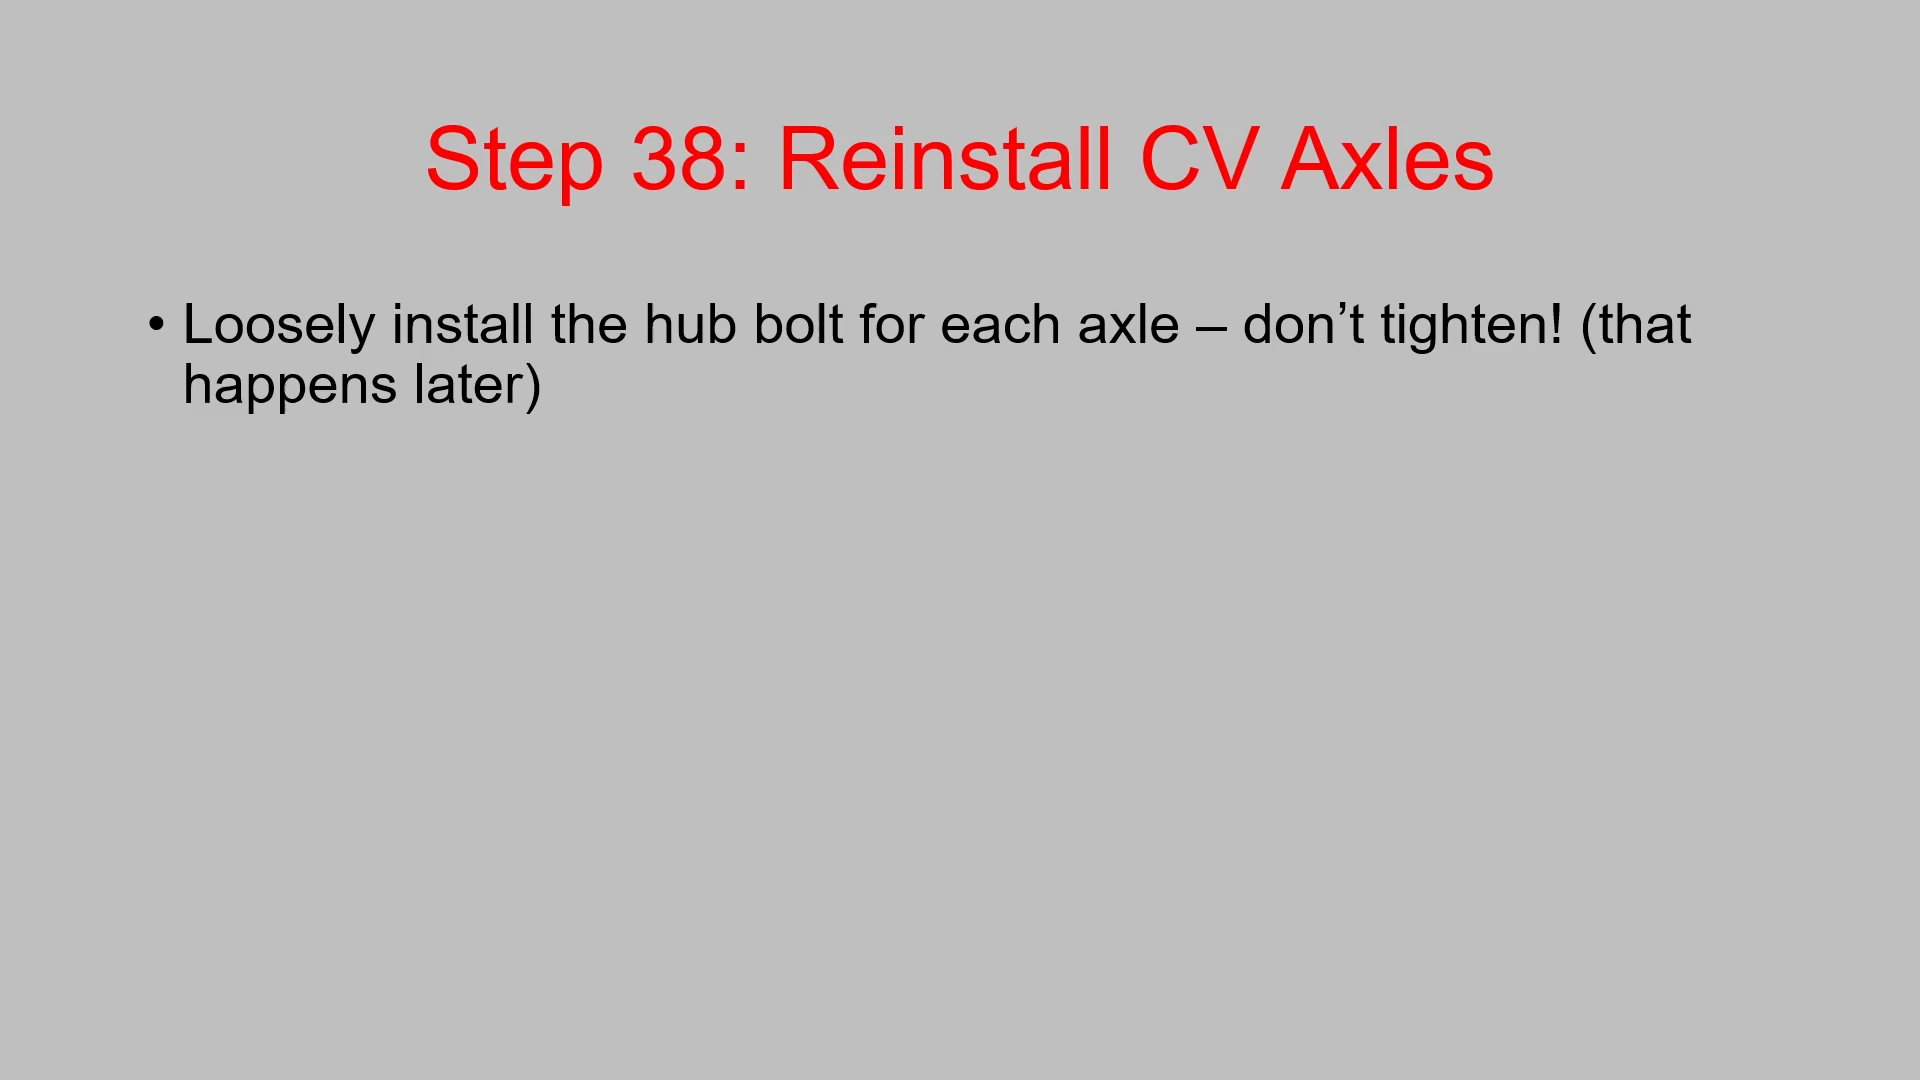 Step 38: Reinstall CV Axles
• Loosely install the hub bolt for each axle – don’t tighten! (that
happens later)